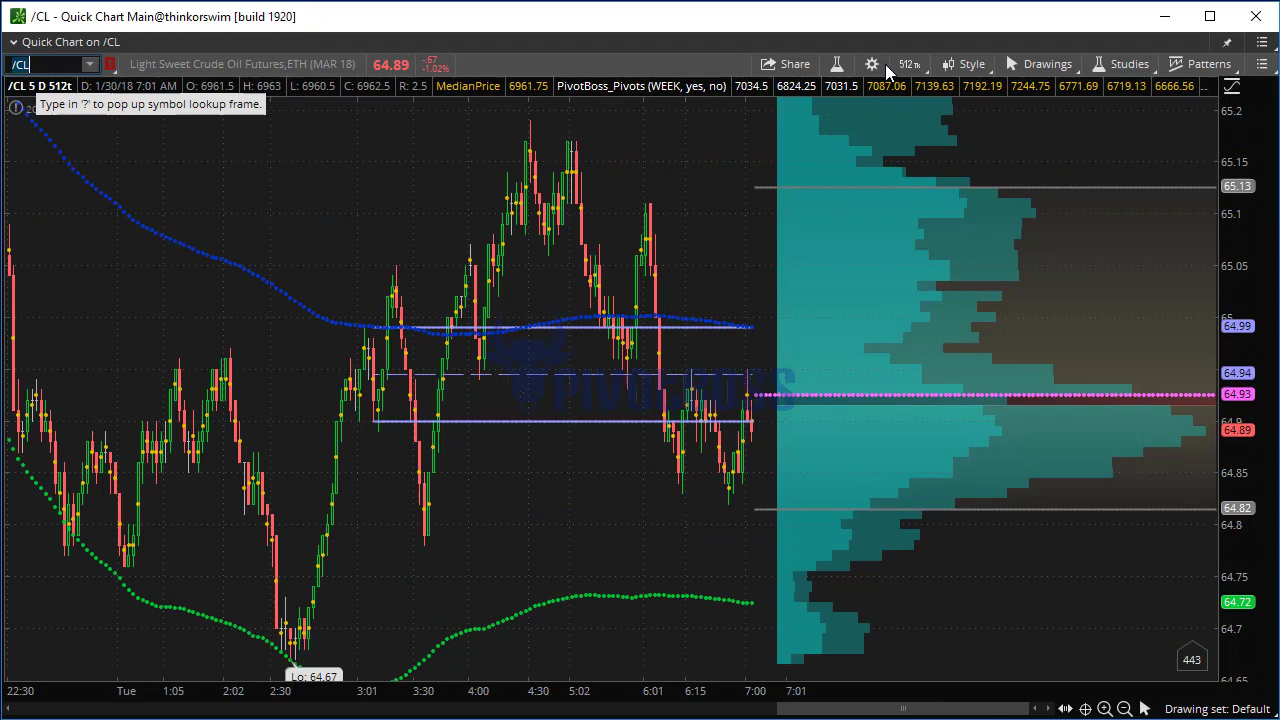 /CL - Quick Chart Main@thinkorswim [build 1920]
Quick Chart on /CL
/CL Light Sweet Crude Oil Futures,ETH (MAR 18) 64.89 -.67 -1.02% Share 512t Style Drawings Studies Patterns
/CL 5 D 512t D: 1/30/18 7:01 AM O: 6961.5 H: 6963 L: 6960.5 C: 6962.5 R: 2.5 MedianPrice 6961.75 PivotBoss_Pivots (WEEK, yes, no) 7034.5 6824.25 7031.5 7087.06 7139.63 7192.19 7244.75 6771.69 6719.13 6666.56 ...
Type in '?' to pop up symbol lookup frame.
65.2
65.15
65.13
65.1
65.05
64.99
64.94
64.93
64.89
64.85
64.82
64.8
64.75
64.72
64.7
64.65
PIVOTBOSS
Lo: 64.67
443
22:30 Tue 1:05 2:02 2:30 3:01 3:30 4:00 4:30 5:02 6:01 6:15 7:00 7:01
Drawing set: Default